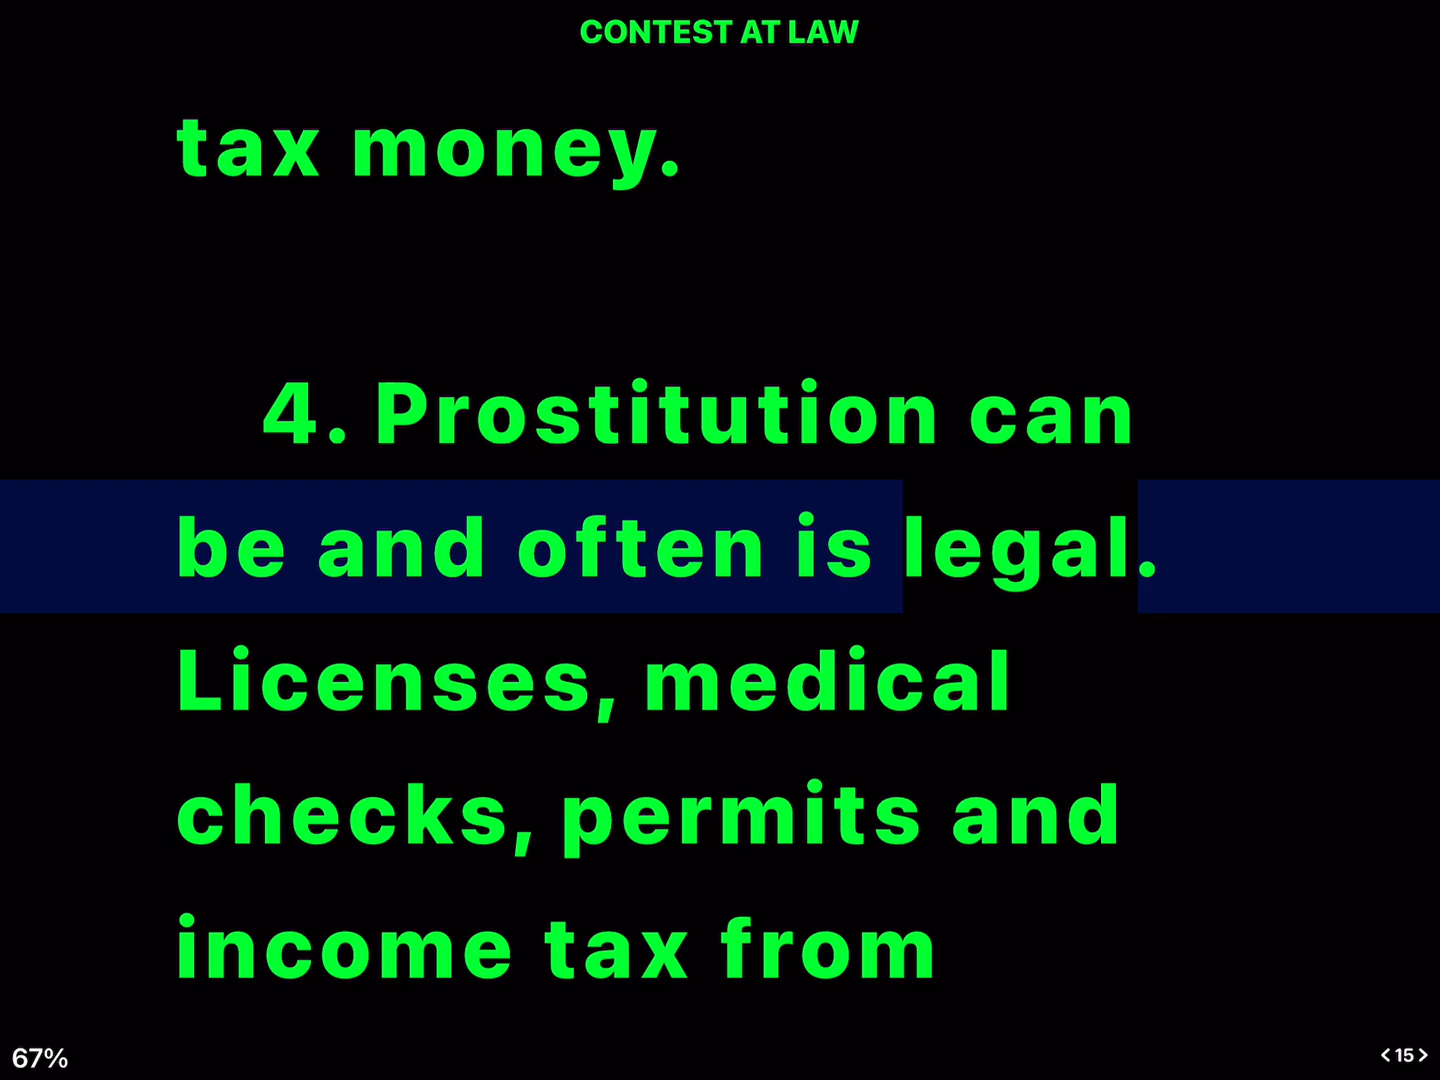 CONTEST AT LAW
tax money.
4. Prostitution can
be and often is legal.
Licenses, medical
checks, permits and
income tax from
67%
<15>